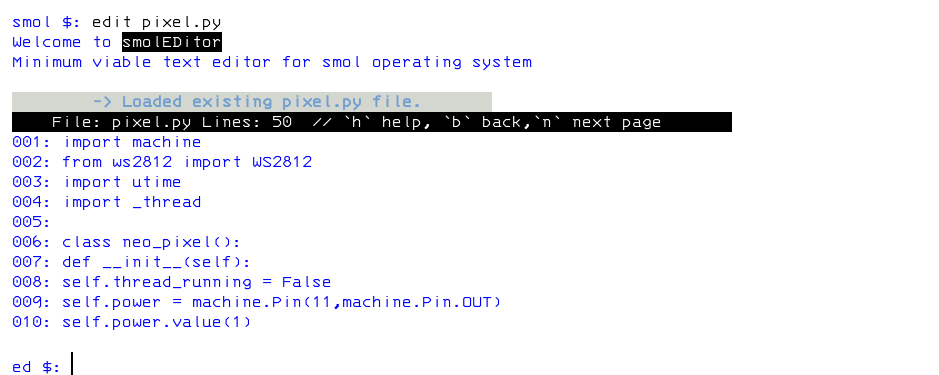 smol $: edit pixel.py
Welcome to smolEDitor
Minimum viable text editor for smol operating system
-> Loaded existing pixel.py file.
File: pixel.py Lines: 50  // `h` help, `b` back,`n` next page
001: import machine
002: from ws2812 import WS2812
003: import utime
004: import _thread
005:
006: class neo_pixel():
007: def __init__(self):
008: self.thread_running = False
009: self.power = machine.Pin(11,machine.Pin.OUT)
010: self.power.value(1)
ed $: